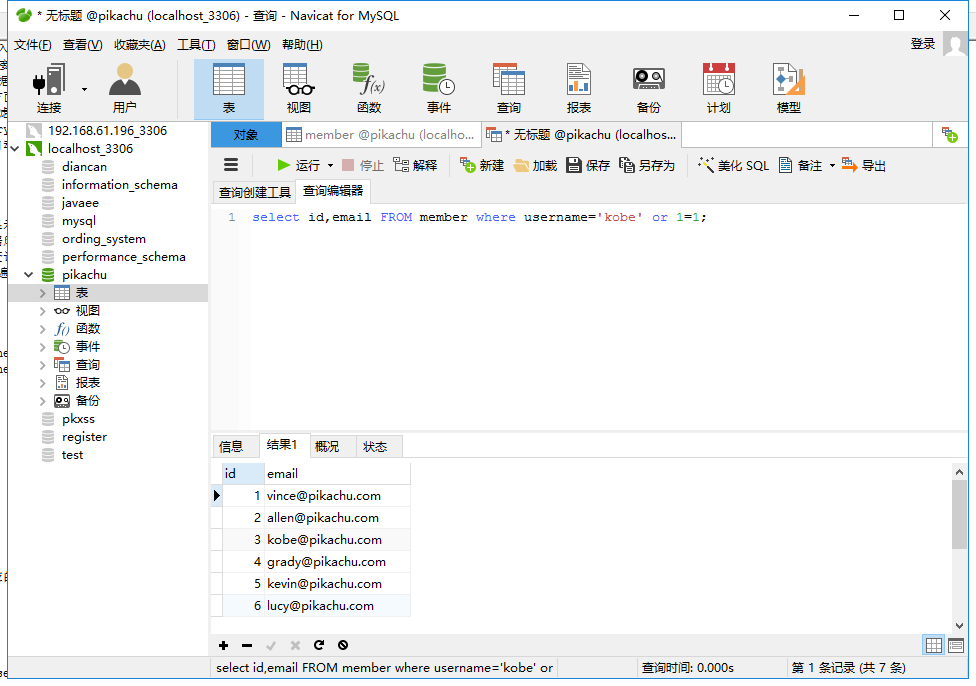 * 无标题 @pikachu (localhost_3306) - 查询 - Navicat for MySQL
文件(F) 查看(V) 收藏夹(A) 工具(T) 窗口(W) 帮助(H) 登录
连接 用户 表 视图 函数 事件 查询 报表 备份 计划 模型
192.168.61.196_3306
localhost_3306
diancan
information_schema
javaee
mysql
ording_system
performance_schema
pikachu
表
视图
函数
事件
查询
报表
备份
pkxss
register
test
对象 member @pikachu (localho... * 无标题 @pikachu (localhos...
运行 停止 解释 新建 加载 保存 另存为 美化 SQL 备注 导出
查询创建工具 查询编辑器
1 select id,email FROM member where username='kobe' or 1=1;
信息 结果1 概况 状态
id email
1 vince@pikachu.com
2 allen@pikachu.com
3 kobe@pikachu.com
4 grady@pikachu.com
5 kevin@pikachu.com
6 lucy@pikachu.com
select id,email FROM member where username='kobe' or 查询时间: 0.000s 第 1 条记录 (共 7 条)